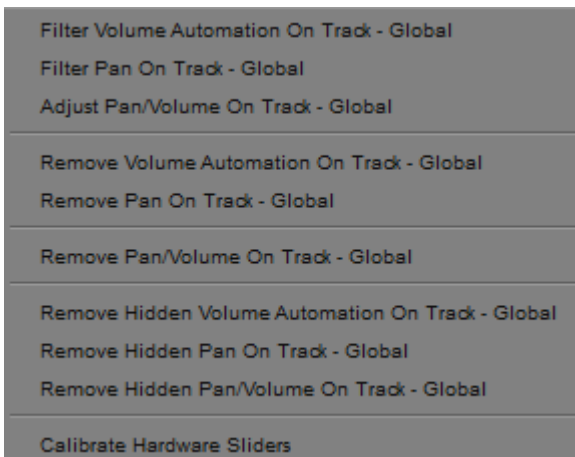 Filter Volume Automation On Track - Global
Filter Pan On Track - Global
Adjust Pan/Volume On Track - Global
Remove Volume Automation On Track - Global
Remove Pan On Track - Global
Remove Pan/Volume On Track - Global
Remove Hidden Volume Automation On Track - Global
Remove Hidden Pan On Track - Global
Remove Hidden Pan/Volume On Track - Global
Calibrate Hardware Sliders